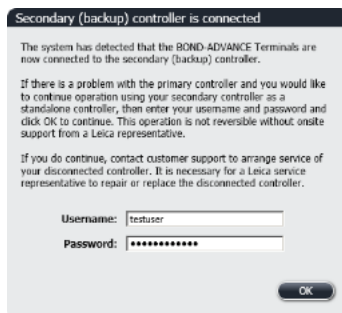 Secondary (backup) controller is connected
The system has detected that the BOND-ADVANCE Terminals are
now connected to the secondary (backup) controller.
If there is a problem with the primary controller and you would like
to continue operation using your secondary controller as a
standalone controller, then enter your username and password and
click OK to continue. This operation is not reversible without onsite
support from a Leica representative.
If you do continue, contact customer support to arrange service of
your disconnected controller. It is necessary for a Leica service
representative to repair or replace the disconnected controller.
Username: testuser
Password: ••••••••••••
OK